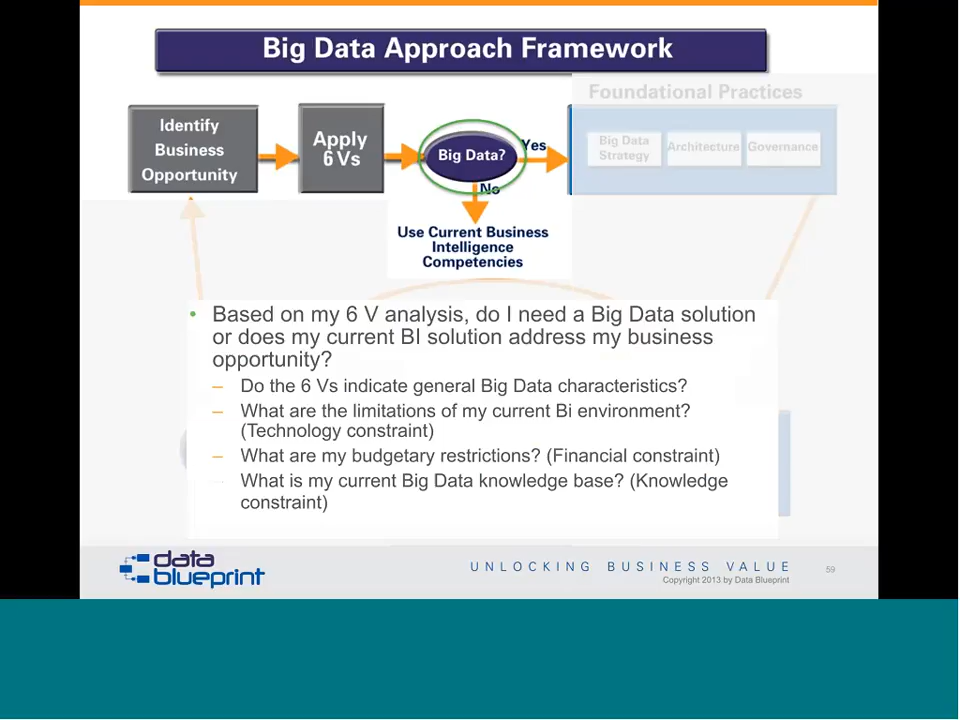 Big Data Approach Framework
Foundational Practices
Identify
Business
Opportunity
Apply
6 Vs
Big Data?
Yes
No
Big Data
Strategy
Architecture
Governance
Use Current Business
Intelligence
Competencies
• Based on my 6 V analysis, do I need a Big Data solution
or does my current BI solution address my business
opportunity?
– Do the 6 Vs indicate general Big Data characteristics?
– What are the limitations of my current Bi environment?
(Technology constraint)
– What are my budgetary restrictions? (Financial constraint)
– What is my current Big Data knowledge base? (Knowledge
constraint)
data
blueprint
UNLOCKING BUSINESS VALUE
Copyright 2013 by Data Blueprint
59